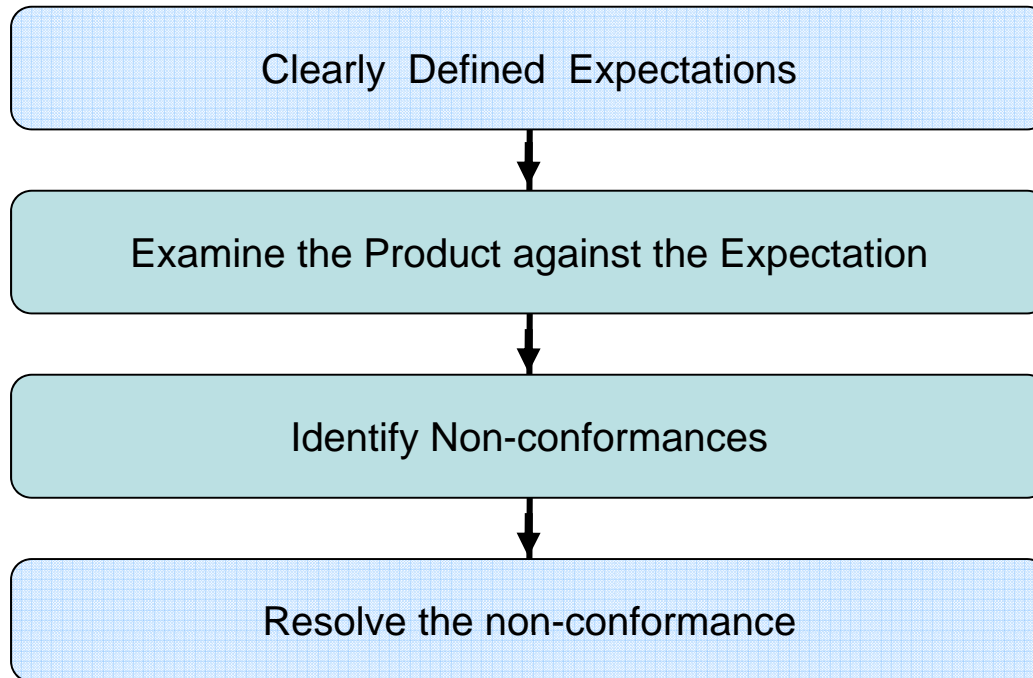 Clearly Defined Expectations
Examine the Product against the Expectation
Identify Non-conformances
Resolve the non-conformance